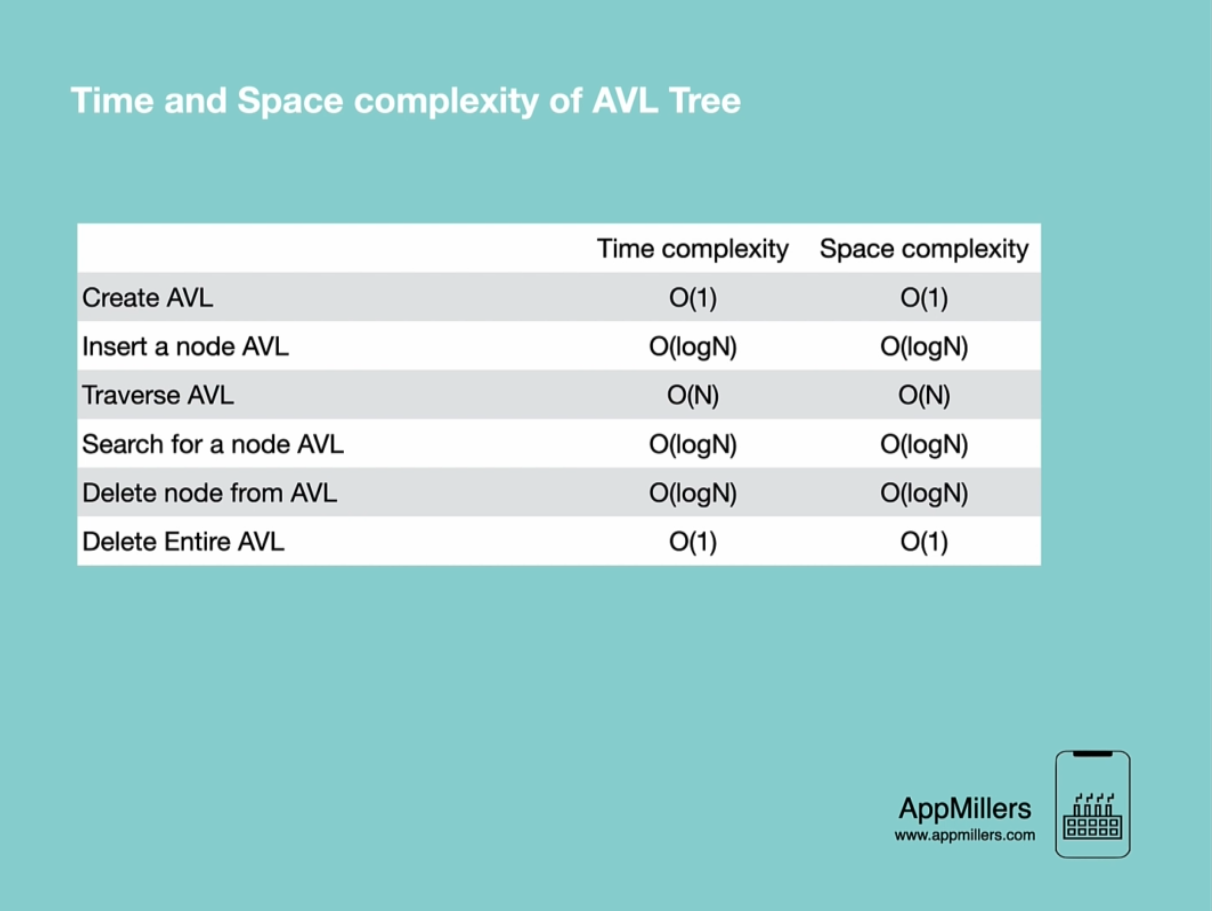 Time and Space complexity of AVL Tree
Time complexity Space complexity
Create AVL O(1) O(1)
Insert a node AVL O(logN) O(logN)
Traverse AVL O(N) O(N)
Search for a node AVL O(logN) O(logN)
Delete node from AVL O(logN) O(logN)
Delete Entire AVL O(1) O(1)
AppMillers
www.appmillers.com